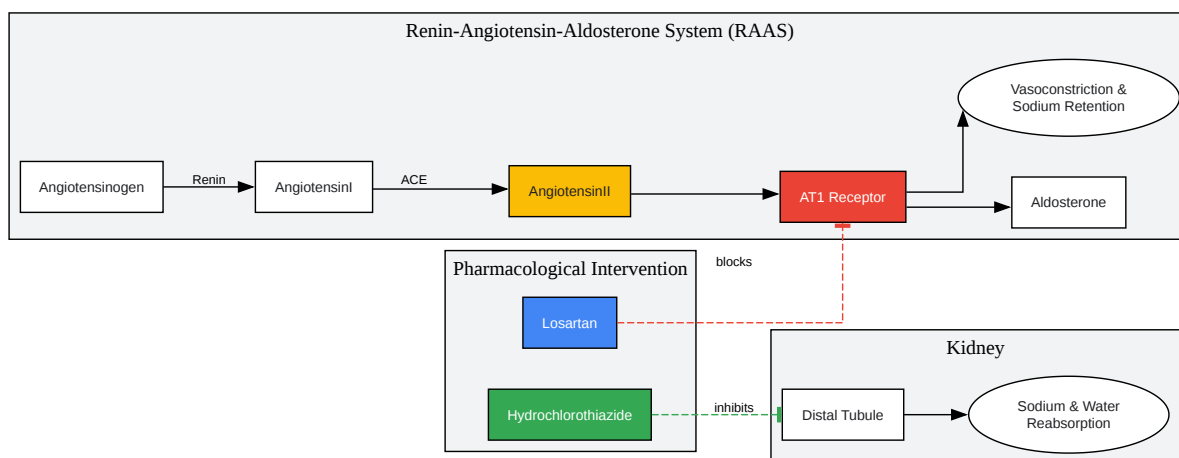 Renin-Angiotensin-Aldosterone System (RAAS)
Vasoconstriction &
Sodium Retention
Angiotensinogen
Renin
AngiotensinI
ACE
AngiotensinII
AT1 Receptor
Aldosterone
blocks
Pharmacological Intervention
Losartan
Kidney
Hydrochlorothiazide
inhibits
Distal Tubule
Sodium & Water
Reabsorption